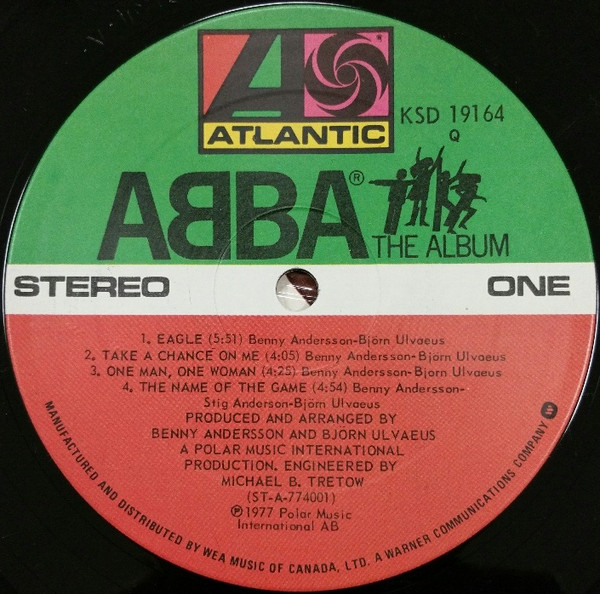 ATLANTIC
KSD 19164
Q
ABBA®
THE ALBUM
STEREO
ONE
1. EAGLE (5:51) Benny Andersson-Björn Ulvaeus
2. TAKE A CHANCE ON ME (4:05) Benny Andersson-Bjorn Ulvaeus
3. ONE MAN, ONE WOMAN (4:25) Benny Andersson-Bjorn Ulvaeus
4. THE NAME OF THE GAME (4:54) Benny Andersson-
Stig Anderson-Björn Ulvaeus
PRODUCED AND ARRANGED BY
BENNY ANDERSSON AND BJÖRN ULVAEUS
A POLAR MUSIC INTERNATIONAL
PRODUCTION. ENGINEERED BY
MICHAEL B. TRETOW
(ST-A-774001)
℗ 1977 Polar Music
International AB
MANUFACTURED AND DISTRIBUTED BY WEA MUSIC OF CANADA, LTD. A WARNER COMMUNICATIONS COMPANY